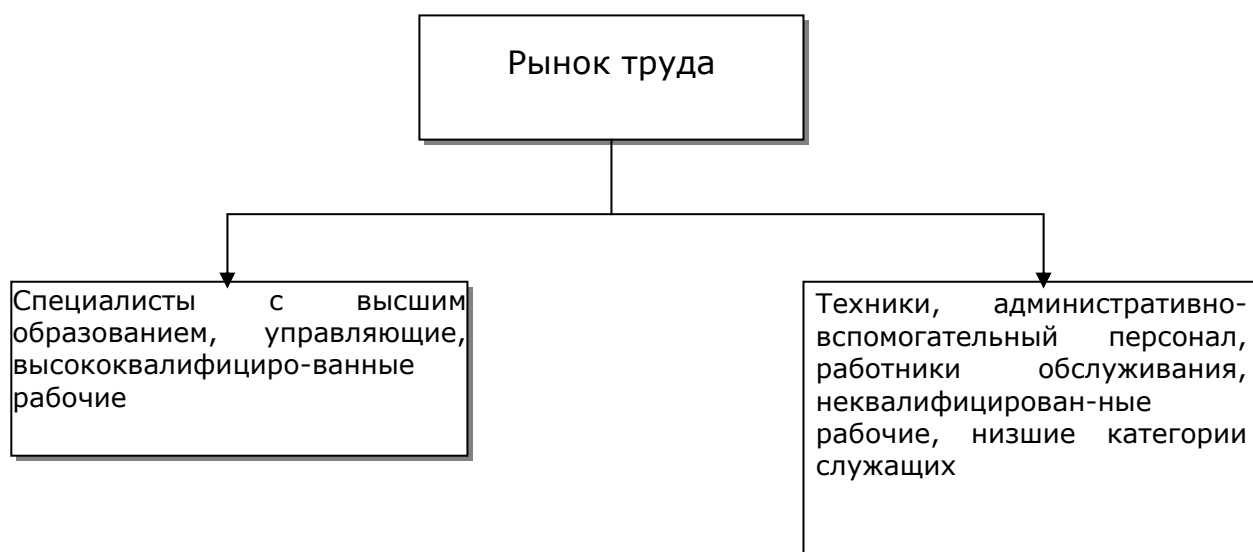 Рынок труда
Специалисты с высшим
образованием, управляющие,
высококвалифициро-ванные
рабочие
Техники, административно-
вспомогательный персонал,
работники обслуживания,
неквалифицирован-ные
рабочие, низшие категории
служащих